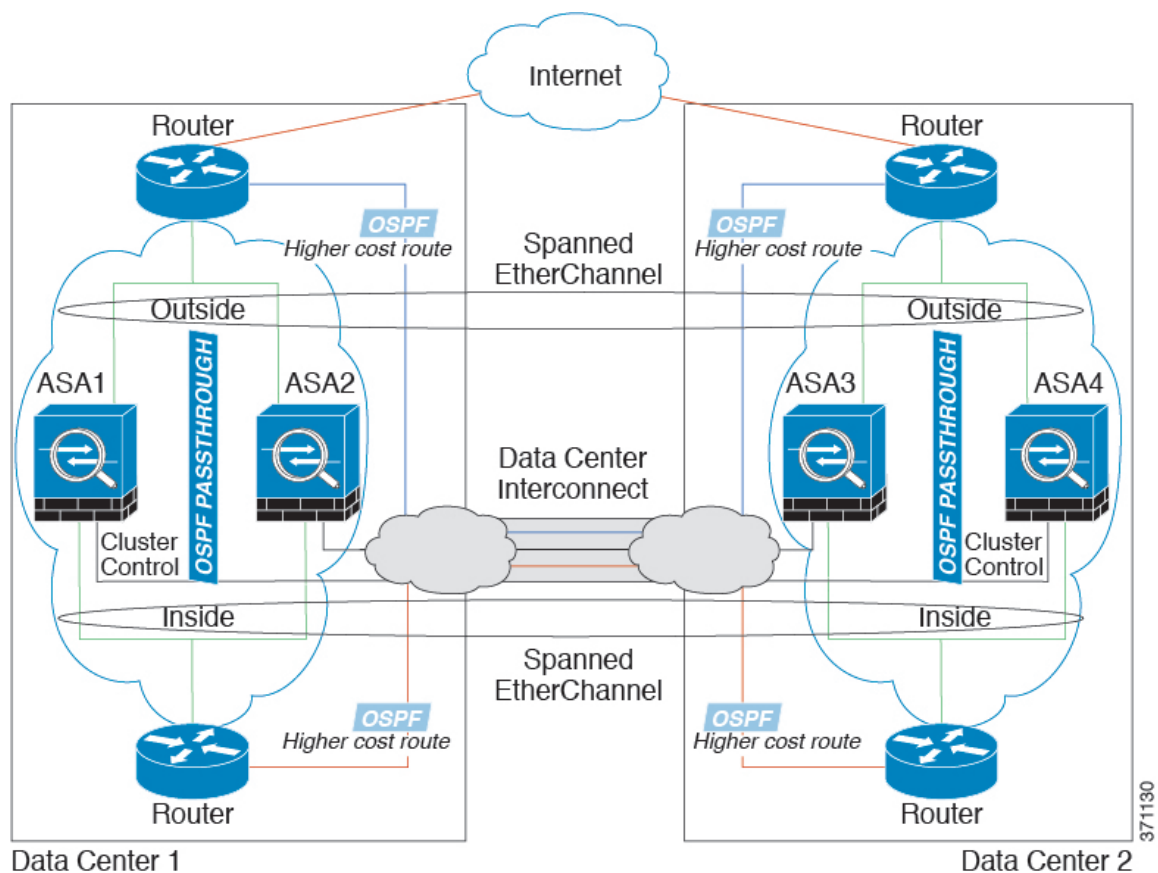 Internet
Router
Router
OSPF
Higher cost route
OSPF
Higher cost route
Spanned
EtherChannel
Outside
Outside
ASA1
ASA2
ASA3
ASA4
OSPF PASSTHROUGH
OSPF PASSTHROUGH
Data Center
Interconnect
Cluster
Control
Cluster
Control
Inside
Inside
Spanned
EtherChannel
OSPF
Higher cost route
OSPF
Higher cost route
Router
Router
371130
Data Center 1
Data Center 2